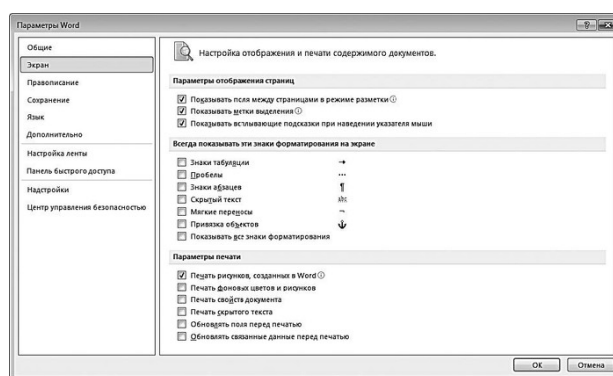 Параметры Word
Общие
Экран
Правописание
Сохранение
Язык
Дополнительно
Настройка ленты
Панель быстрого доступа
Надстройки
Центр управления безопасностью
Настройка отображения и печати содержимого документов.
Параметры отображения страниц
Показывать поля между страницами в режиме разметки
Показывать метки выделения
Показывать всплывающие подсказки при наведении указателя мыши
Всегда показывать эти знаки форматирования на экране
Знаки табуляции →
Пробелы ···
Знаки абзацев ¶
Скрытый текст abc
Мягкие переносы ¬
Привязка объектов
Показывать все знаки форматирования
Параметры печати
Печать рисунков, созданных в Word
Печать фоновых цветов и рисунков
Печать свойств документа
Печать скрытого текста
Обновлять поля перед печатью
Обновлять связанные данные перед печатью
ОК Отмена